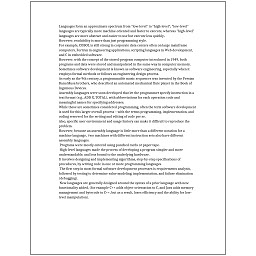 Languages form an approximate spectrum from "low-level" to "high-level"; "low-level"
languages are typically more machine-oriented and faster to execute, whereas "high-level"
languages are more abstract and easier to use but execute less quickly.
However, readability is more than just programming style.
For example, COBOL is still strong in corporate data centers often on large mainframe
computers, Fortran in engineering applications, scripting languages in Web development,
and C in embedded software.
However, with the concept of the stored-program computer introduced in 1949, both
programs and data were stored and manipulated in the same way in computer memory.
Sometimes software development is known as software engineering, especially when it
employs formal methods or follows an engineering design process.
As early as the 9th century, a programmable music sequencer was invented by the Persian
Banu Musa brothers, who described an automated mechanical flute player in the Book of
Ingenious Devices.
Assembly languages were soon developed that let the programmer specify instruction in a
text format (e.g., ADD X, TOTAL), with abbreviations for each operation code and
meaningful names for specifying addresses.
While these are sometimes considered programming, often the term software development
is used for this larger overall process – with the terms programming, implementation, and
coding reserved for the writing and editing of code per se.
Also, specific user environment and usage history can make it difficult to reproduce the
problem.
However, because an assembly language is little more than a different notation for a
machine language, two machines with different instruction sets also have different
assembly languages.
Programs were mostly entered using punched cards or paper tape.
High-level languages made the process of developing a program simpler and more
understandable, and less bound to the underlying hardware.
It involves designing and implementing algorithms, step-by-step specifications of
procedures, by writing code in one or more programming languages.
The first step in most formal software development processes is requirements analysis,
followed by testing to determine value modeling, implementation, and failure elimination
(debugging).
New languages are generally designed around the syntax of a prior language with new
functionality added, (for example C++ adds object-orientation to C, and Java adds memory
management and bytecode to C++, but as a result, loses efficiency and the ability for low-
level manipulation).